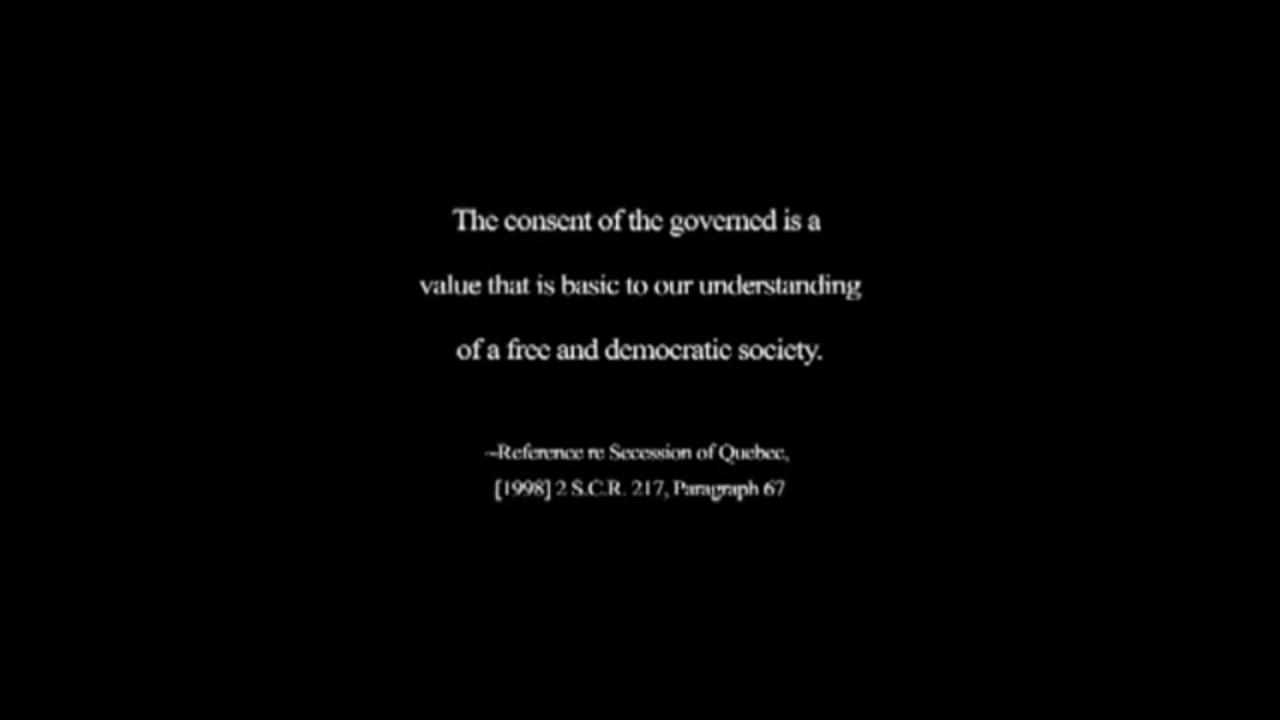 The consent of the governed is a
value that is basic to our understanding
of a free and democratic society.
--Reference re Secession of Quebec,
[1998] 2 S.C.R. 217, Paragraph 67